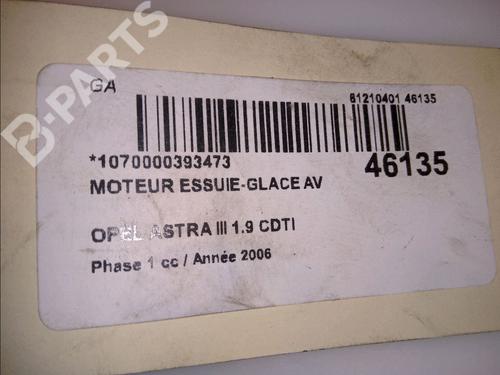 GA
61210401 46135
*1070000393473
46135
MOTEUR ESSUIE-GLACE AV
OPEL ASTRA III 1.9 CDTI
Phase 1 cc / Année 2006
B-PARTS